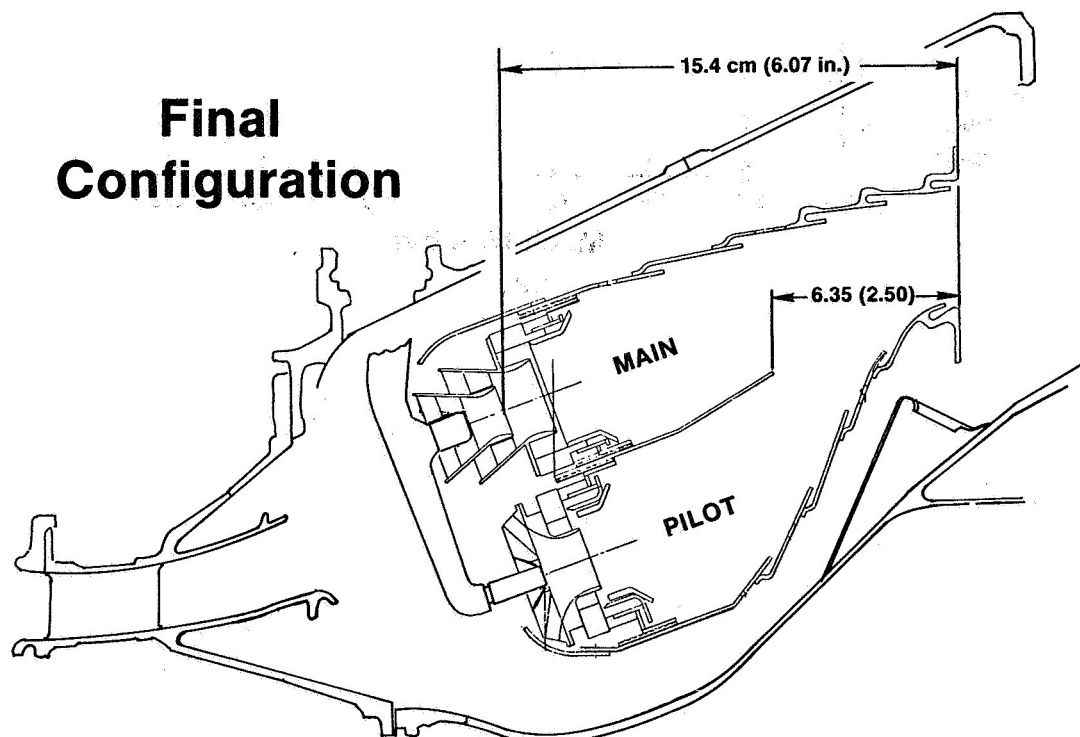 Final
Configuration
15.4 cm (6.07 in.)
6.35 (2.50)
MAIN
PILOT